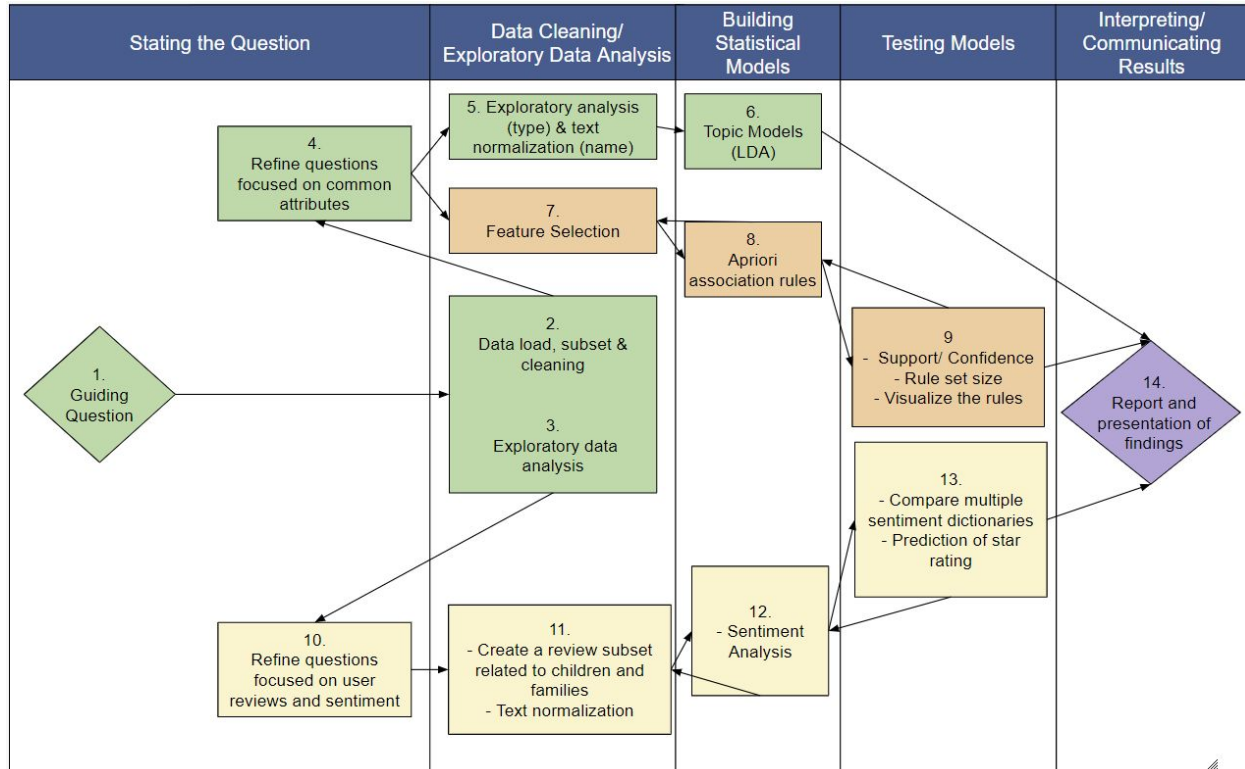 Stating the Question
Data Cleaning/
Exploratory Data Analysis
Building
Statistical
Models
Testing Models
Interpreting/
Communicating
Results
1.
Guiding
Question
2.
Data load, subset &
cleaning
3.
Exploratory data
analysis
4.
Refine questions
focused on common
attributes
5. Exploratory analysis
(type) & text
normalization (name)
6.
Topic Models
(LDA)
7.
Feature Selection
8.
Apriori
association rules
9
- Support/ Confidence
- Rule set size
- Visualize the rules
10.
Refine questions
focused on user
reviews and sentiment
11.
- Create a review subset
related to children and
families
- Text normalization
12.
- Sentiment
Analysis
13.
- Compare multiple
sentiment dictionaries
- Prediction of star
rating
14.
Report and
presentation of
findings